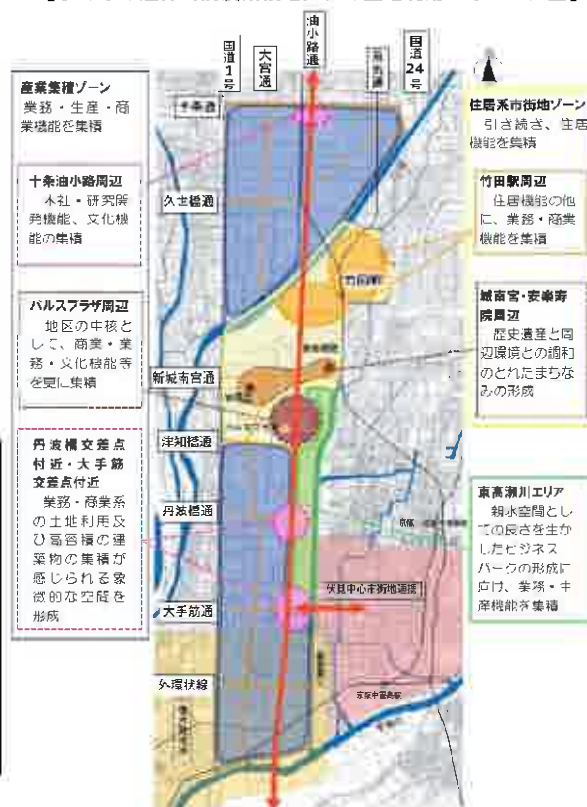 国道1号
大宮通
油小路通
国道24号
産業集積ゾーン
業務・生産・商
業機能を集積
十条油小路周辺
本社・研究開
発機能、文化機
能の集積
パルスプラザ周辺
地区の中核と
して、商業・業
務・文化機能等
を更に集積
丹波橋交差点
付近・大手筋
交差点付近
業務・商業系
の土地利用及
び高容積の建
築物の集積が
感じられる象
徴的な空間を
形成
十条通
久世橋通
新城南宮通
津知橋通
丹波橋通
大手筋通
外環状線
竹田駅
伏見中心市街地連携
住居系市街地ゾーン
引き続き、住居
機能を集積
竹田駅周辺
住居機能の他
に、業務・商業
機能を集積
城南宮・安楽寿
院周辺
歴史遺産と周
辺環境との調和
のとれたまちな
みの形成
東高瀬川エリア
親水空間とし
ての良さを生か
したビジネス
パークの形成に
向け、業務・生
産機能を集積